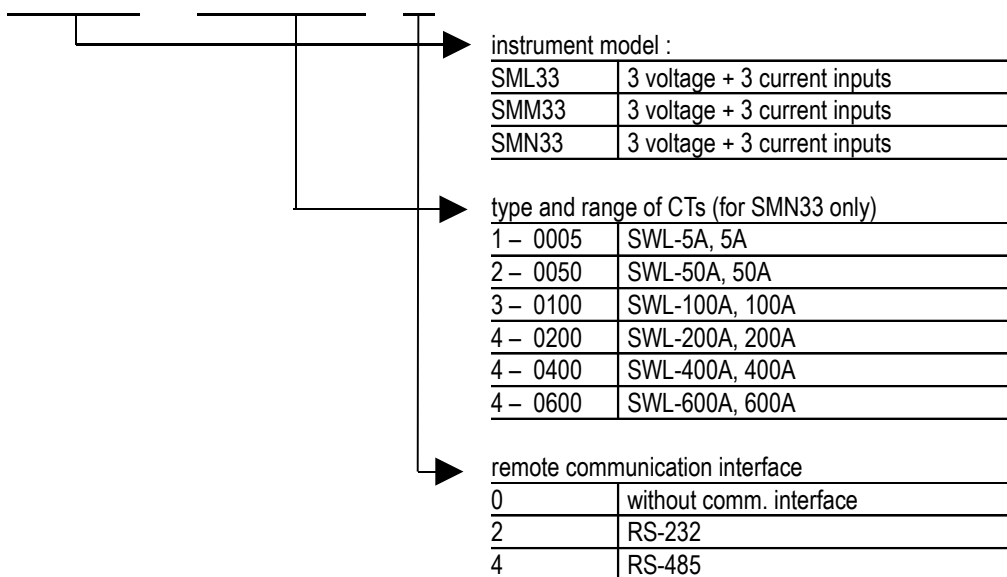 instrument model :
SML33 3 voltage + 3 current inputs
SMM33 3 voltage + 3 current inputs
SMN33 3 voltage + 3 current inputs
type and range of CTs (for SMN33 only)
1 – 0005 SWL-5A, 5A
2 – 0050 SWL-50A, 50A
3 – 0100 SWL-100A, 100A
4 – 0200 SWL-200A, 200A
4 – 0400 SWL-400A, 400A
4 – 0600 SWL-600A, 600A
remote communication interface
0 without comm. interface
2 RS-232
4 RS-485